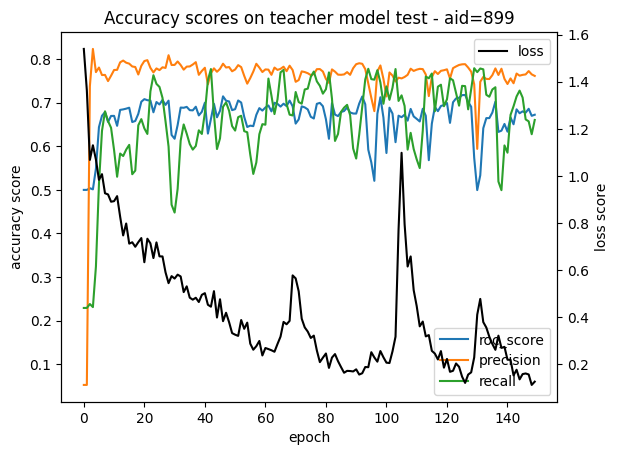 Accuracy scores on teacher model test - aid=899
loss
accuracy score
0.8
0.7
0.6
0.5
0.4
0.3
0.2
0.1
1.6
1.4
1.2
1.0
0.8
0.6
0.4
0.2
loss score
roc_score
precision
recall
0 20 40 60 80 100 120 140
epoch